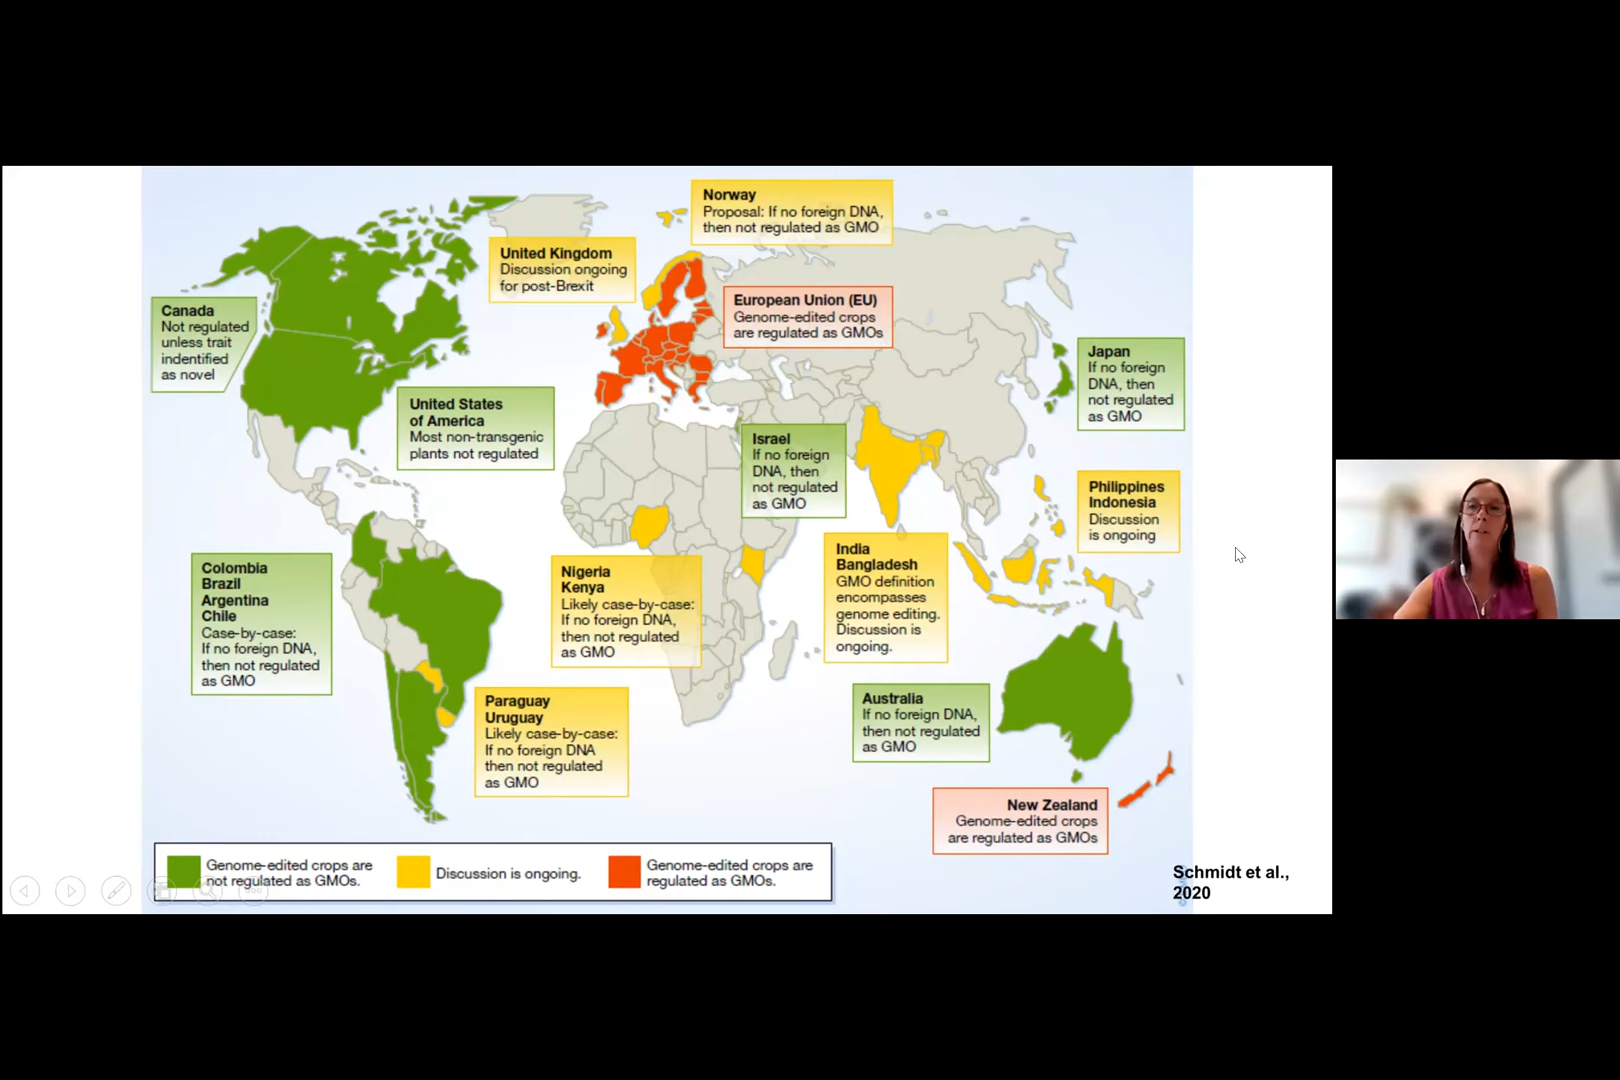 Norway
Proposal: If no foreign DNA,
then not regulated as GMO
United Kingdom
Discussion ongoing
for post-Brexit
European Union (EU)
Genome-edited crops
are regulated as GMOs
Canada
Not regulated
unless trait
indentified
as novel
United States
of America
Most non-transgenic
plants not regulated
Japan
If no foreign
DNA, then
not regulated
as GMO
Israel
If no foreign
DNA, then
not regulated
as GMO
Philippines
Indonesia
Discussion
is ongoing
Colombia
Brazil
Argentina
Chile
Case-by-case:
If no foreign DNA,
then not regulated
as GMO
Nigeria
Kenya
Likely case-by-case:
If no foreign DNA,
then not regulated
as GMO
India
Bangladesh
GMO definition
encompasses
genome editing.
Discussion is
ongoing.
Paraguay
Uruguay
Likely case-by-case:
If no foreign DNA
then not regulated
as GMO
Australia
If no foreign DNA,
then not regulated
as GMO
New Zealand
Genome-edited crops
are regulated as GMOs
Genome-edited crops are
not regulated as GMOs.
Discussion is ongoing.
Genome-edited crops are
regulated as GMOs.
Schmidt et al.,
2020